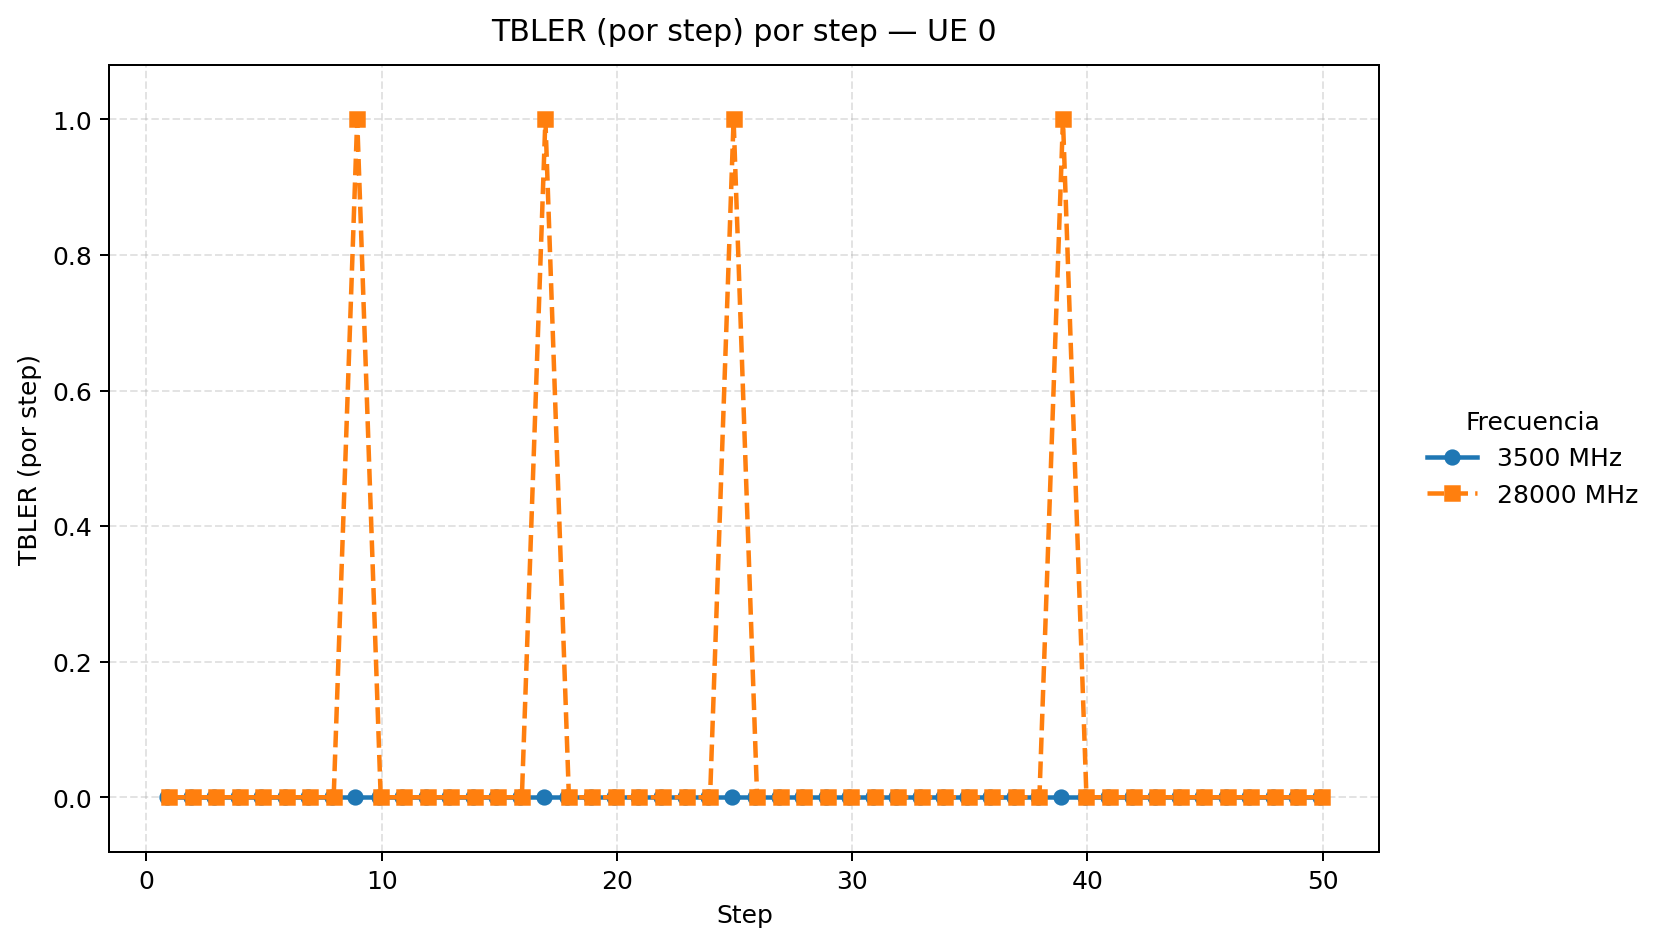 TBLER (por step) por step — UE 0
1.0
0.8
0.6
0.4
0.2
0.0
TBLER (por step)
0 10 20 30 40 50
Step
Frecuencia
3500 MHz
28000 MHz